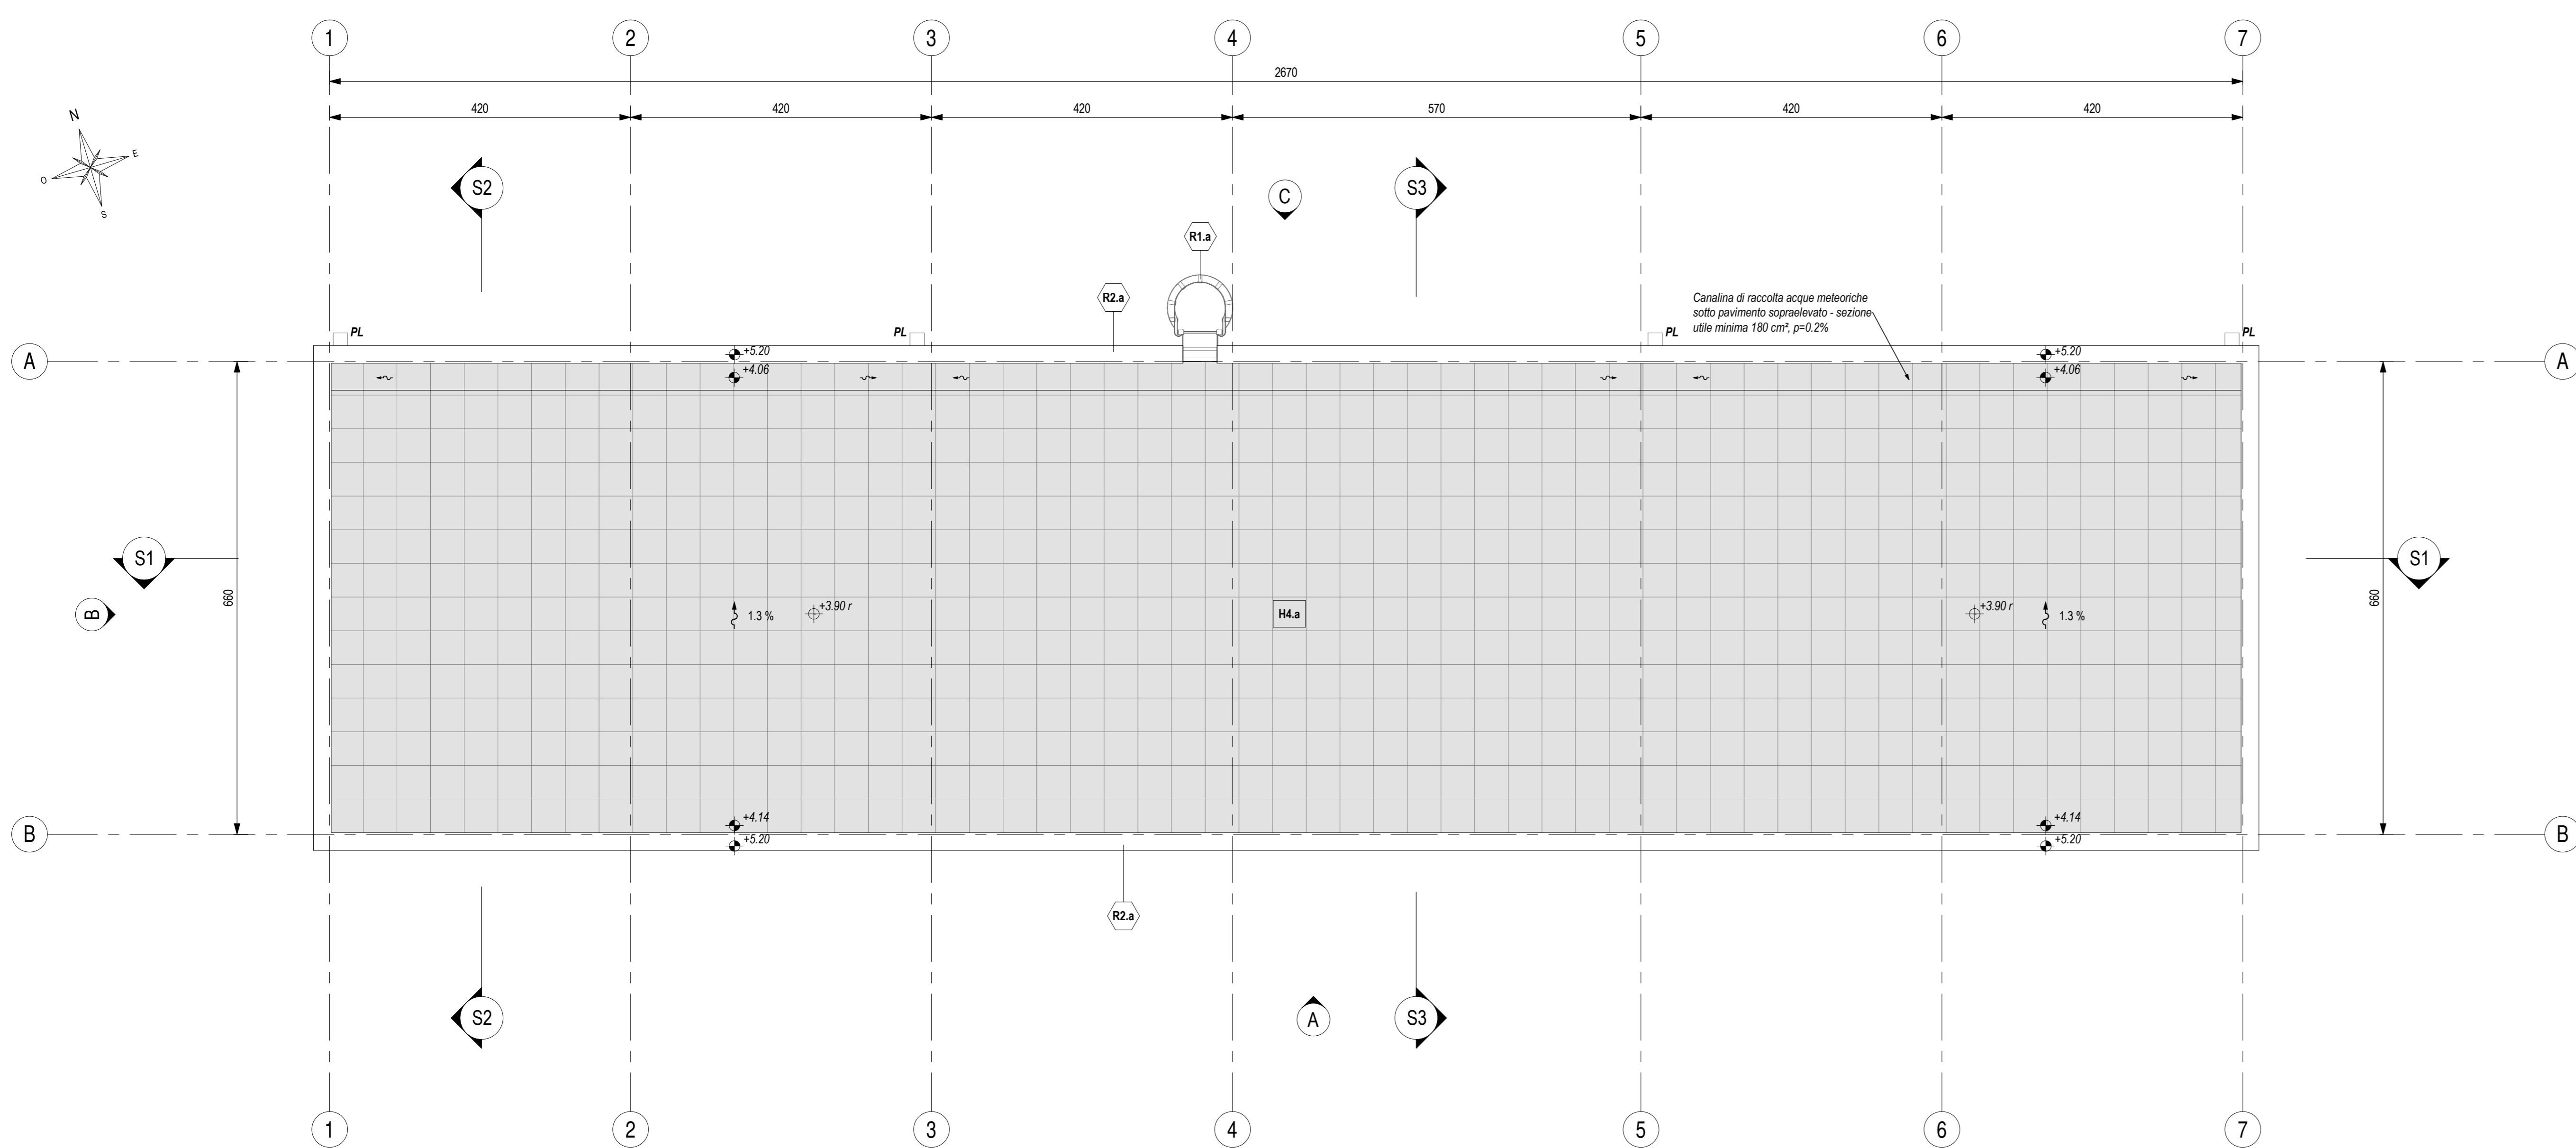 1 2 3 4 5 6 7
2670
420 420 420 570 420 420
N
E
O
S
S2
C
S3
R1.a
R2.a
Canalina di raccolta acque meteoriche
sotto pavimento sopraelevato - sezione
utile minima 180 cm², p=0.2%
PL PL PL PL
+5.20 +5.20
A A
+4.06 +4.06
S1 S1
660 660
B
+3.90 r
1.3 %
H4.a
+3.90 r
1.3 %
+4.14 +4.14
B B
+5.20 +5.20
R2.a
S2
A
S3
1 2 3 4 5 6 7